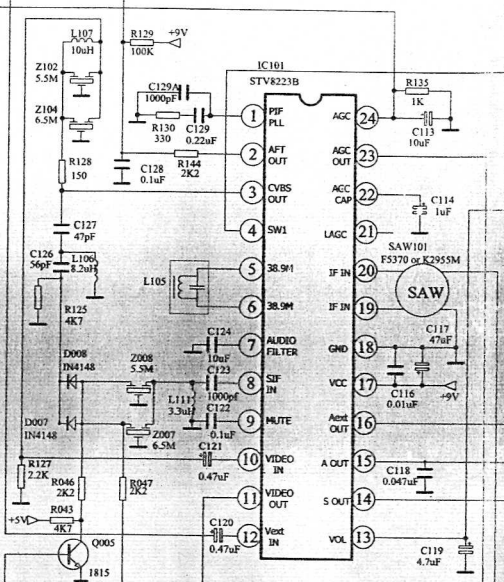 L107
10uH
Z102
5.5M
Z104
6.5M
R129
100K
+9V
IC101
STV8223B
C129A
1000pF
R130
330
C129
0.22uF
R135
1K
C113
10uF
1
PIF
PLL
AGC
24
R128
150
C128
0.1uF
R144
2K2
2
AFT
OUT
AGC
OUT
23
3
CVBS
OUT
AGC
CAP
22
C114
1uF
C127
47pF
4
SW1
LAGC
21
SAW101
F5370 or K2955M
C126
56pF
L106
8.2uH
L105
5
38.9M
IF IN
20
SAW
6
38.9M
IF IN
19
R125
4K7
C124
10uF
7
AUDIO
FILTER
GND
18
C117
47uF
D008
IN4148
Z008
5.5M
C123
1000pf
8
SIF
IN
VCC
17
C116
0.01uF
+9V
L111
3.3uH
C122
0.1uF
9
MUTE
Aext
OUT
16
D007
IN4148
Z007
6.5M
C121
0.47uF
10
VIDEO
IN
A OUT
15
C118
0.047uF
R127
2.2K
R046
2K2
R047
2K2
11
VIDEO
OUT
S OUT
14
+5V
R043
4K7
C120
0.47uF
12
Vext
IN
VOL
13
C119
4.7uF
Q005
1815